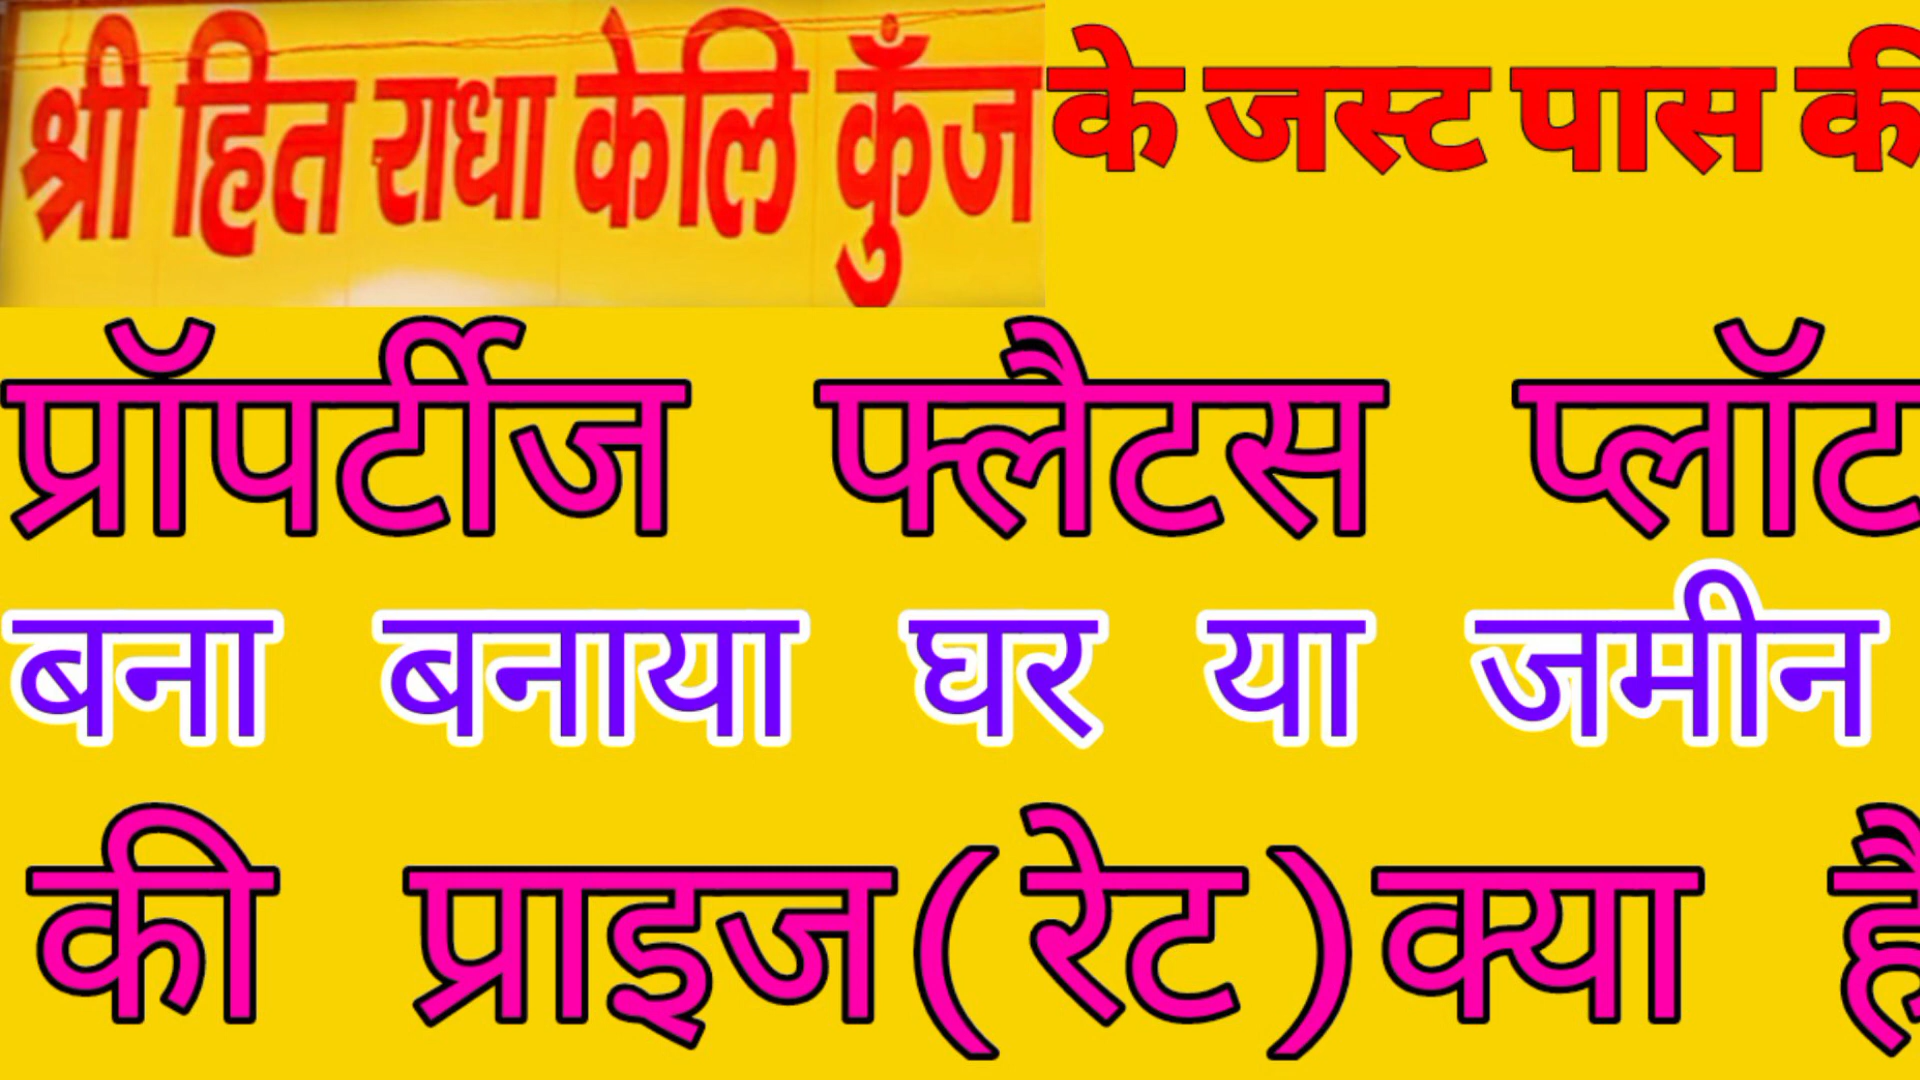 श्री हित राधा केलि कुँज के जस्ट पास की
प्रॉपर्टीज फ्लैटस प्लॉट
बना बनाया घर या जमीन
की प्राइज(रेट)क्या है